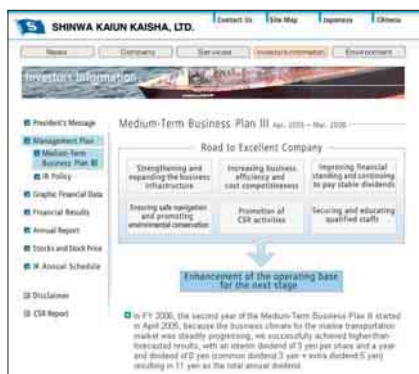 SHINWA KAIUN KAISHA, LTD.
Contact Us Site Map Japanese Chinese
News Company Services Investors Information Environment
Investors Information
President's Message
Management Plan
Medium-Term
Business Plan III
IR Policy
Graphic Financial Data
Financial Results
Annual Report
Stocks and Stock Price
IR Annual Schedule
Disclaimer
CSR Report
Medium-Term Business Plan III Apr. 2005 – Mar. 2008
Road to Excellent Company
Strengthening and
expanding the business
infrastructure
Increasing business
efficiency and
cost competitiveness
Improving financial
standing and continuing
to pay stable dividends
Ensuring safe navigation
and promoting
environmental conservation
Promotion of
CSR activities
Securing and educating
qualified staffs
Enhancement of the operating base
for the next stage
In FY 2006, the second year of the Medium-Term Business Plan III started
in April 2005, because the business climate for the marine transportation
market was steadily progressing, we successfully achieved higher-than-
forecasted results, with an interim dividend of 3 yen per share and a year
end dividend of 8 yen (common dividend 3 yen + extra dividend 5 yen)
resulting in 11 yen as the total annual dividend.